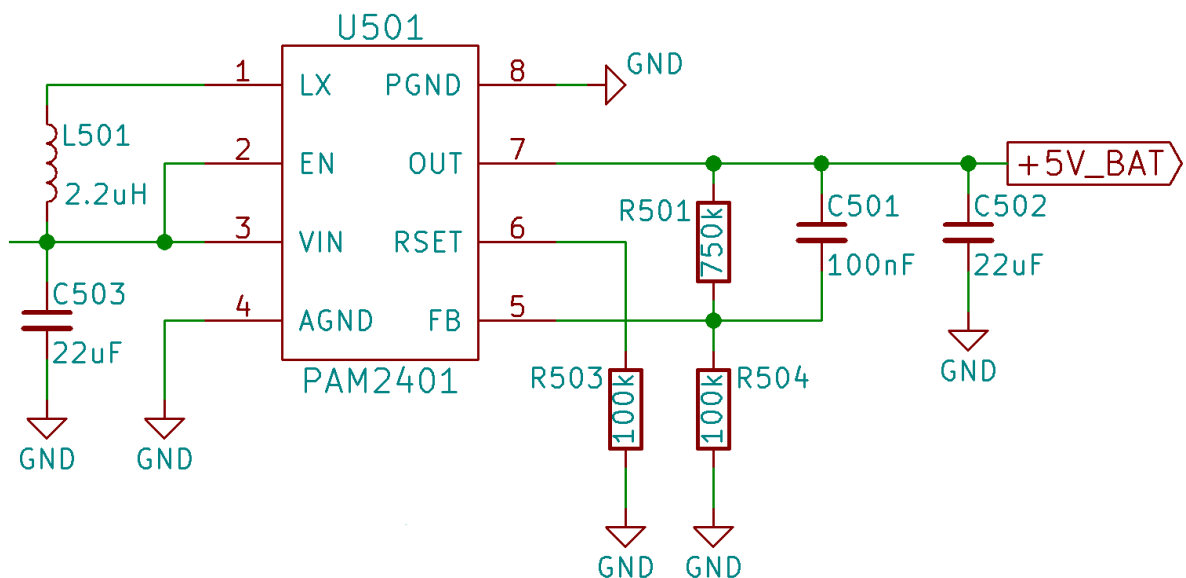 U501
1
LX
PGND
8
GND
L501
2.2uH
2
EN
OUT
7
+5V_BAT
R501
750k
C501
100nF
C502
22uF
3
VIN
RSET
6
C503
22uF
4
AGND
FB
5
PAM2401
R503
100k
100k
R504
GND
GND
GND
GND
GND